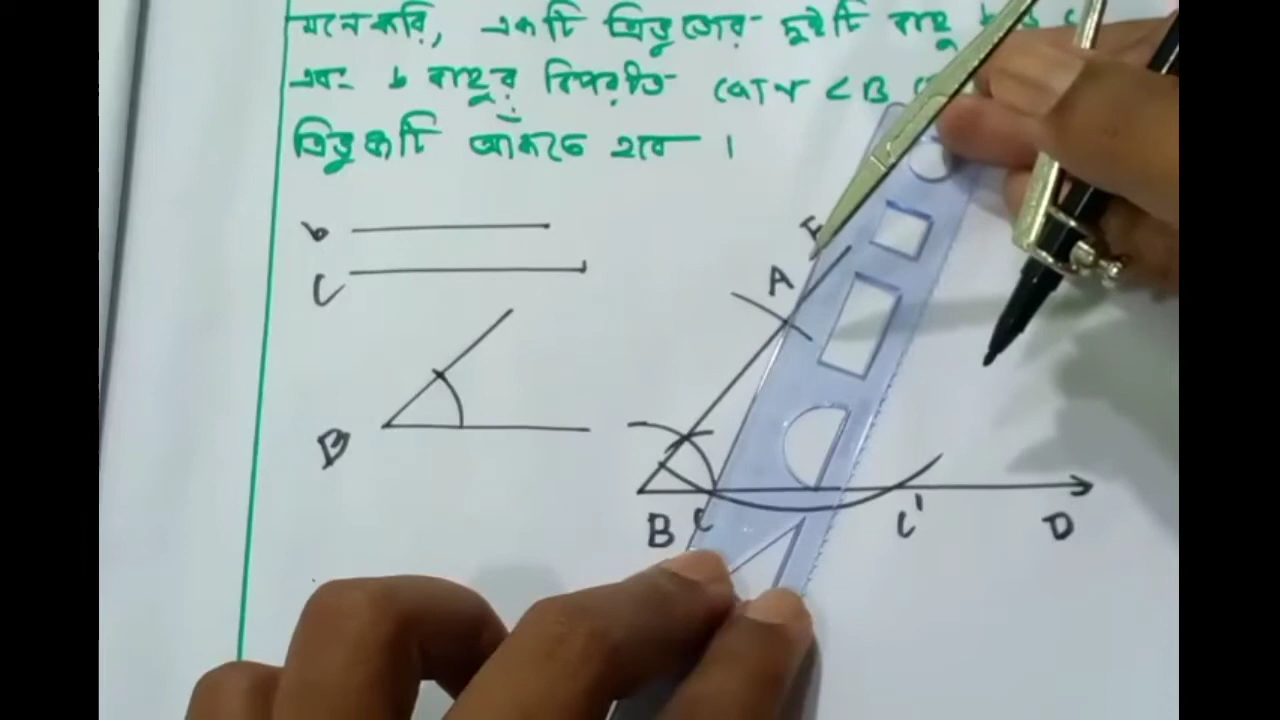 মনেকরি, একটি ত্রিভুজের দুইটি বাহু b
এবং b বাহুর বিপরীত কোণ ∠B
ত্রিভুজটি আঁকতে হবে ।
b
C
B
A
E
B C C' D